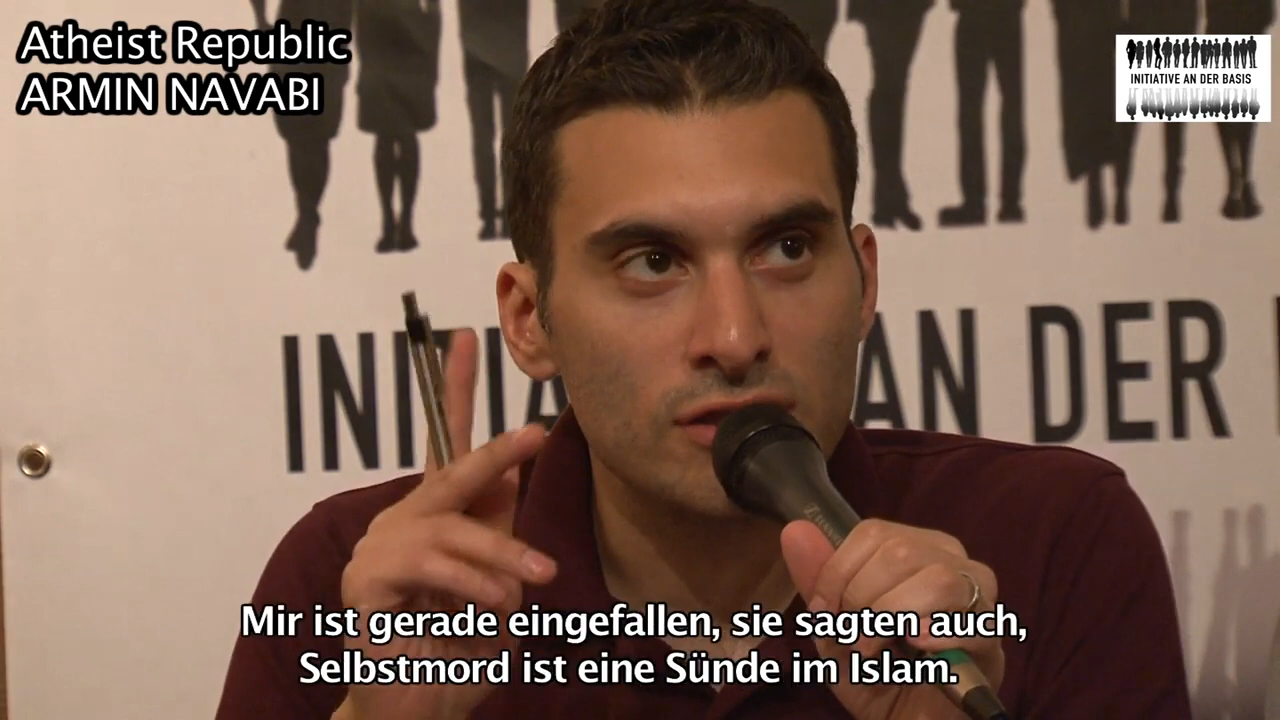 Atheist Republic
ARMIN NAVABI
INITIATIVE AN DER BASIS
AN DER
Mir ist gerade eingefallen, sie sagten auch,
Selbstmord ist eine Sünde im Islam.